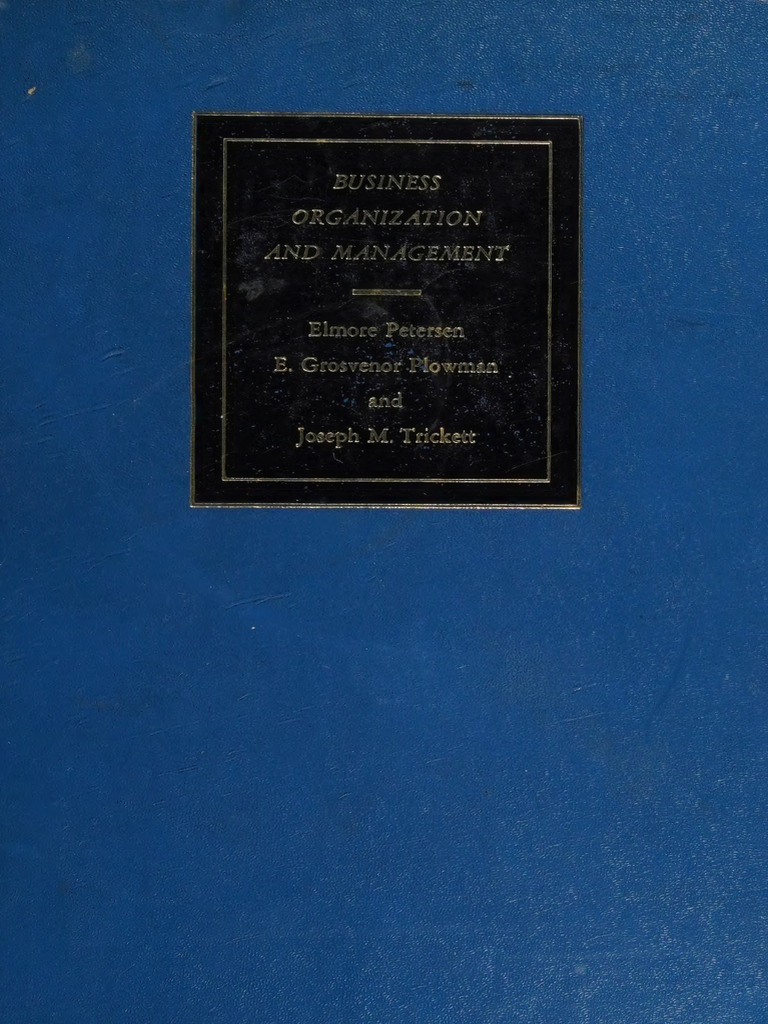 BUSINESS
ORGANIZATION
AND MANAGEMENT
Elmore Petersen
E. Grosvenor Plowman
and
Joseph M. Trickett